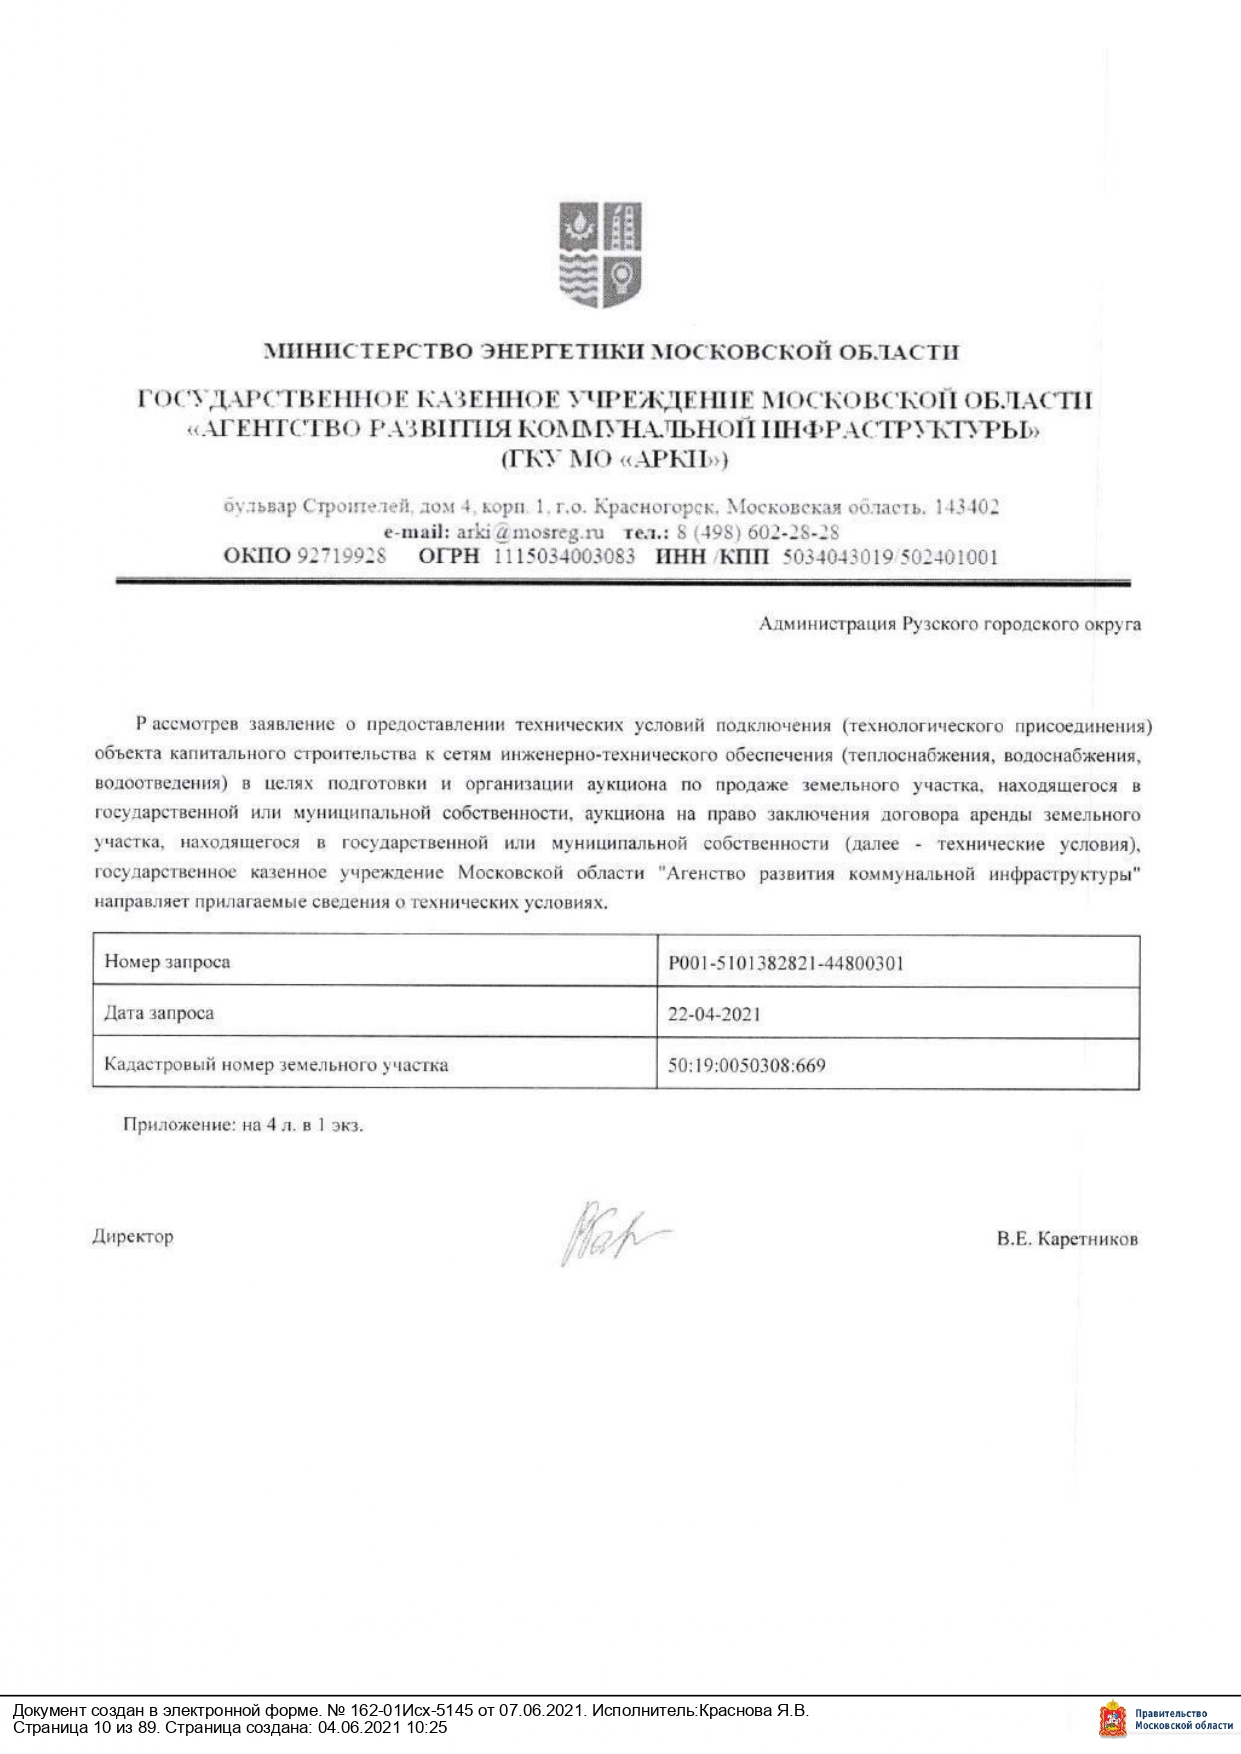 МИНИСТЕРСТВО ЭНЕРГЕТИКИ МОСКОВСКОЙ ОБЛАСТИ
ГОСУДАРСТВЕННОЕ КАЗЕННОЕ УЧРЕЖДЕНИЕ МОСКОВСКОЙ ОБЛАСТИ
«АГЕНТСТВО РАЗВИТИЯ КОММУНАЛЬНОЙ ИНФРАСТРУКТУРЫ»
(ГКУ МО «АРКИ»)
бульвар Строителей, дом 4, корп. 1, г.о. Красногорск, Московская область, 143402
e-mail: arki@mosreg.ru тел.: 8 (498) 602-28-28
ОКПО 92719928 ОГРН 1115034003083 ИНН/КПП 5034043019/502401001
Администрация Рузского городского округа
Р ассмотрев заявление о предоставлении технических условий подключения (технологического присоединения)
объекта капитального строительства к сетям инженерно-технического обеспечения (теплоснабжения, водоснабжения,
водоотведения) в целях подготовки и организации аукциона по продаже земельного участка, находящегося в
государственной или муниципальной собственности, аукциона на право заключения договора аренды земельного
участка, находящегося в государственной или муниципальной собственности (далее - технические условия),
государственное казенное учреждение Московской области "Агенство развития коммунальной инфраструктуры"
направляет прилагаемые сведения о технических условиях.
Номер запроса P001-5101382821-44800301
Дата запроса 22-04-2021
Кадастровый номер земельного участка 50:19:0050308:669
Приложение: на 4 л. в 1 экз.
Директор В.Е. Каретников
Документ создан в электронной форме. № 162-01Исх-5145 от 07.06.2021. Исполнитель:Краснова Я.В.
Страница 10 из 89. Страница создана: 04.06.2021 10:25
Правительство
Московской области